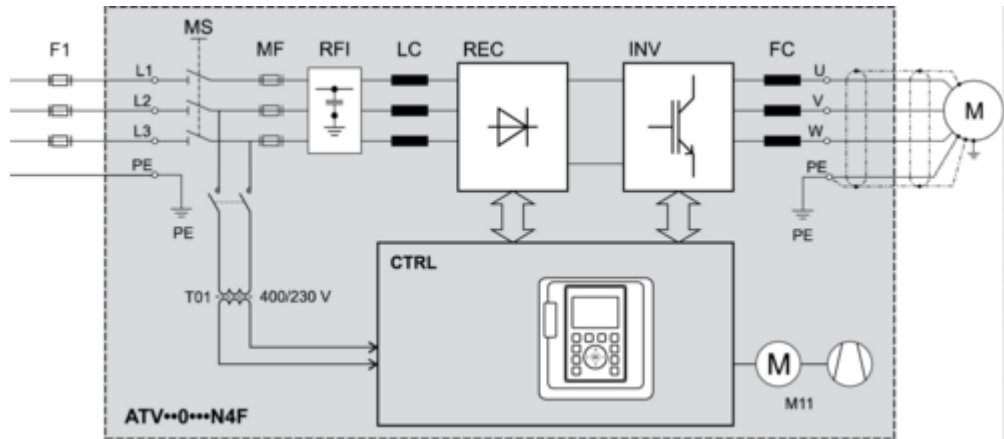 MS
F1 MF RFI LC REC INV FC
L1 U
L2 V M
L3 W
PE PE
PE PE
CTRL
T01 400/230 V
M
M11
ATV••0•••N4F